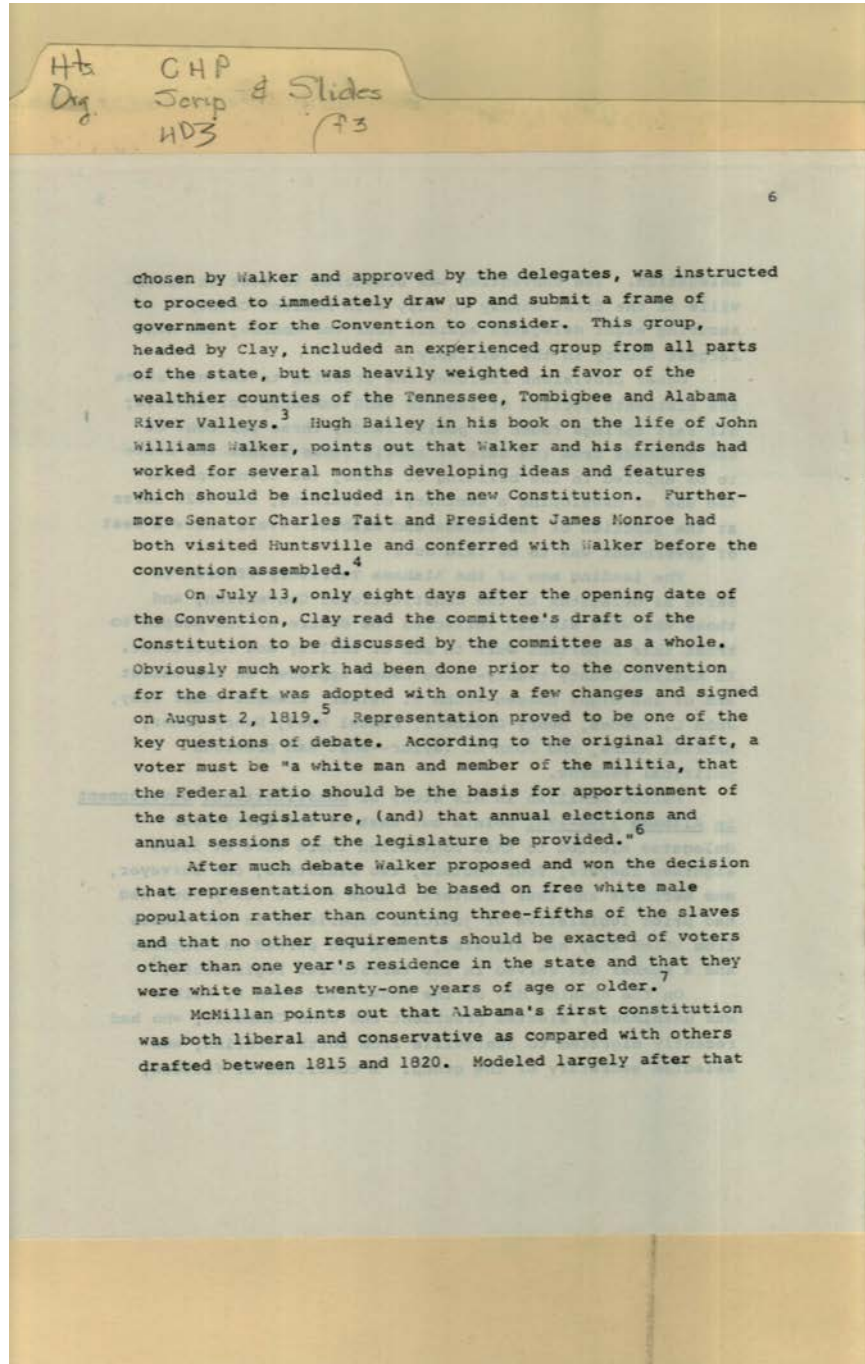 Hts CHP
Org Scrip & Slides
HD3 f3
6
chosen by Walker and approved by the delegates, was instructed
to proceed to immediately draw up and submit a frame of
government for the Convention to consider. This group,
headed by Clay, included an experienced group from all parts
of the state, but was heavily weighted in favor of the
wealthier counties of the Tennessee, Tombigbee and Alabama
River Valleys.3 Hugh Bailey in his book on the life of John
Williams Walker, points out that Walker and his friends had
worked for several months developing ideas and features
which should be included in the new Constitution. Further-
more Senator Charles Tait and President James Monroe had
both visited Huntsville and conferred with Walker before the
convention assembled.4
On July 13, only eight days after the opening date of
the Convention, Clay read the committee's draft of the
Constitution to be discussed by the committee as a whole.
Obviously much work had been done prior to the convention
for the draft was adopted with only a few changes and signed
on August 2, 1819.5 Representation proved to be one of the
key questions of debate. According to the original draft, a
voter must be "a white man and member of the militia, that
the Federal ratio should be the basis for apportionment of
the state legislature, (and) that annual elections and
annual sessions of the legislature be provided."6
After much debate Walker proposed and won the decision
that representation should be based on free white male
population rather than counting three-fifths of the slaves
and that no other requirements should be exacted of voters
other than one year's residence in the state and that they
were white males twenty-one years of age or older.7
McMillan points out that Alabama's first constitution
was both liberal and conservative as compared with others
drafted between 1815 and 1820. Modeled largely after that